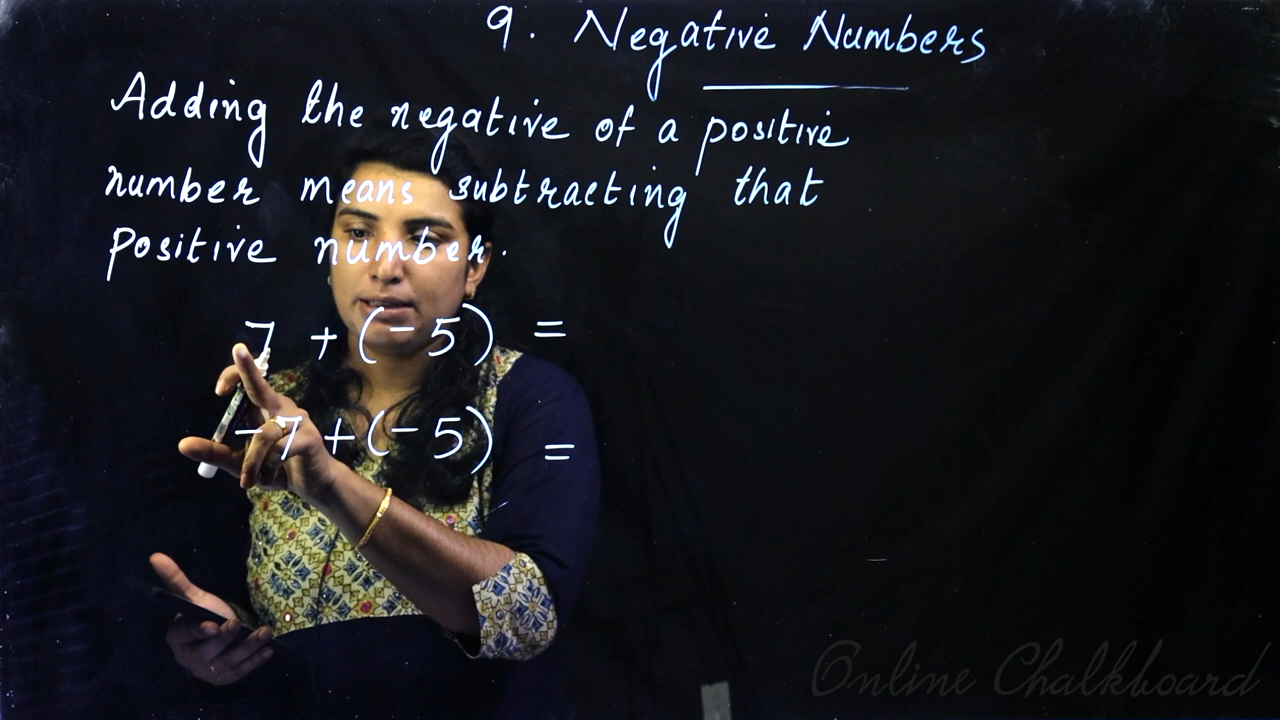 9. Negative Numbers
Adding the negative of a positive
number means subtracting that
positive number.
7 + (-5) =
-7 + (-5) =
Online Chalkboard